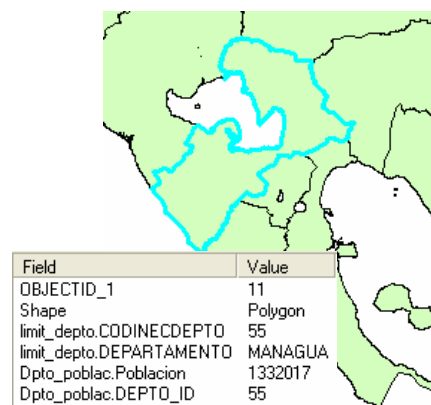 Field Value
OBJECTID_1 11
Shape Polygon
limit_depto.CODINECDEPTO 55
limit_depto.DEPARTAMENTO MANAGUA
Dpto_poblac.Poblacion 1332017
Dpto_poblac.DEPTO_ID 55